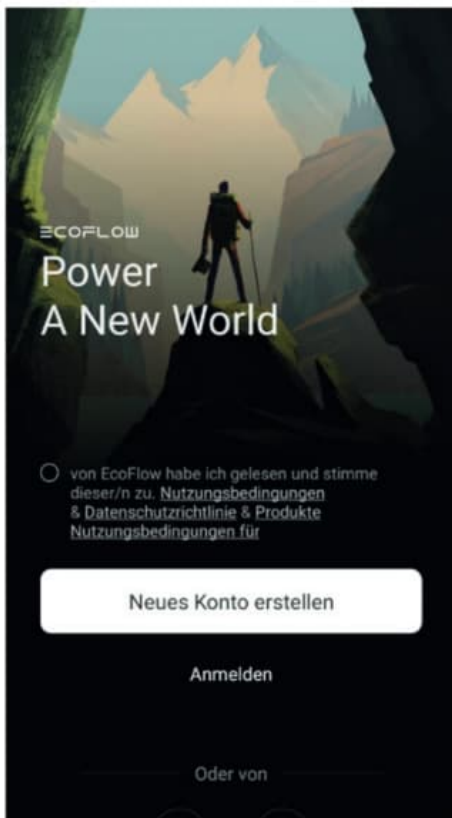 ECOFLOW
Power
A New World
von EcoFlow habe ich gelesen und stimme
dieser/n zu. Nutzungsbedingungen
& Datenschutzrichtlinie & Produkte
Nutzungsbedingungen für
Neues Konto erstellen
Anmelden
Oder von